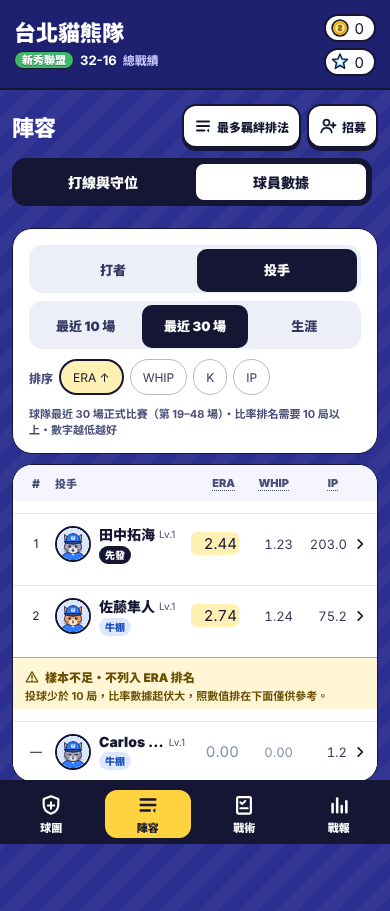 台北貓熊隊
新秀聯盟 32-16 總戰績
0
0
陣容
最多羈絆排法
招募
打線與守位
球員數據
打者
投手
最近 10 場
最近 30 場
生涯
排序 ERA ↑ WHIP K IP
球隊最近 30 場正式比賽（第 19–48 場）・比率排名需要 10 局以
上・數字越低越好
# 投手 ERA WHIP IP
1 田中拓海 Lv.1 2.44 1.23 203.0
先發
2 佐藤隼人 Lv.1 2.74 1.24 75.2
牛棚
樣本不足・不列入 ERA 排名
投球少於 10 局，比率數據起伏大，照數值排在下面僅供參考。
— Carlos ... Lv.1 0.00 0.00 1.2
牛棚
球團
陣容
戰術
戰報